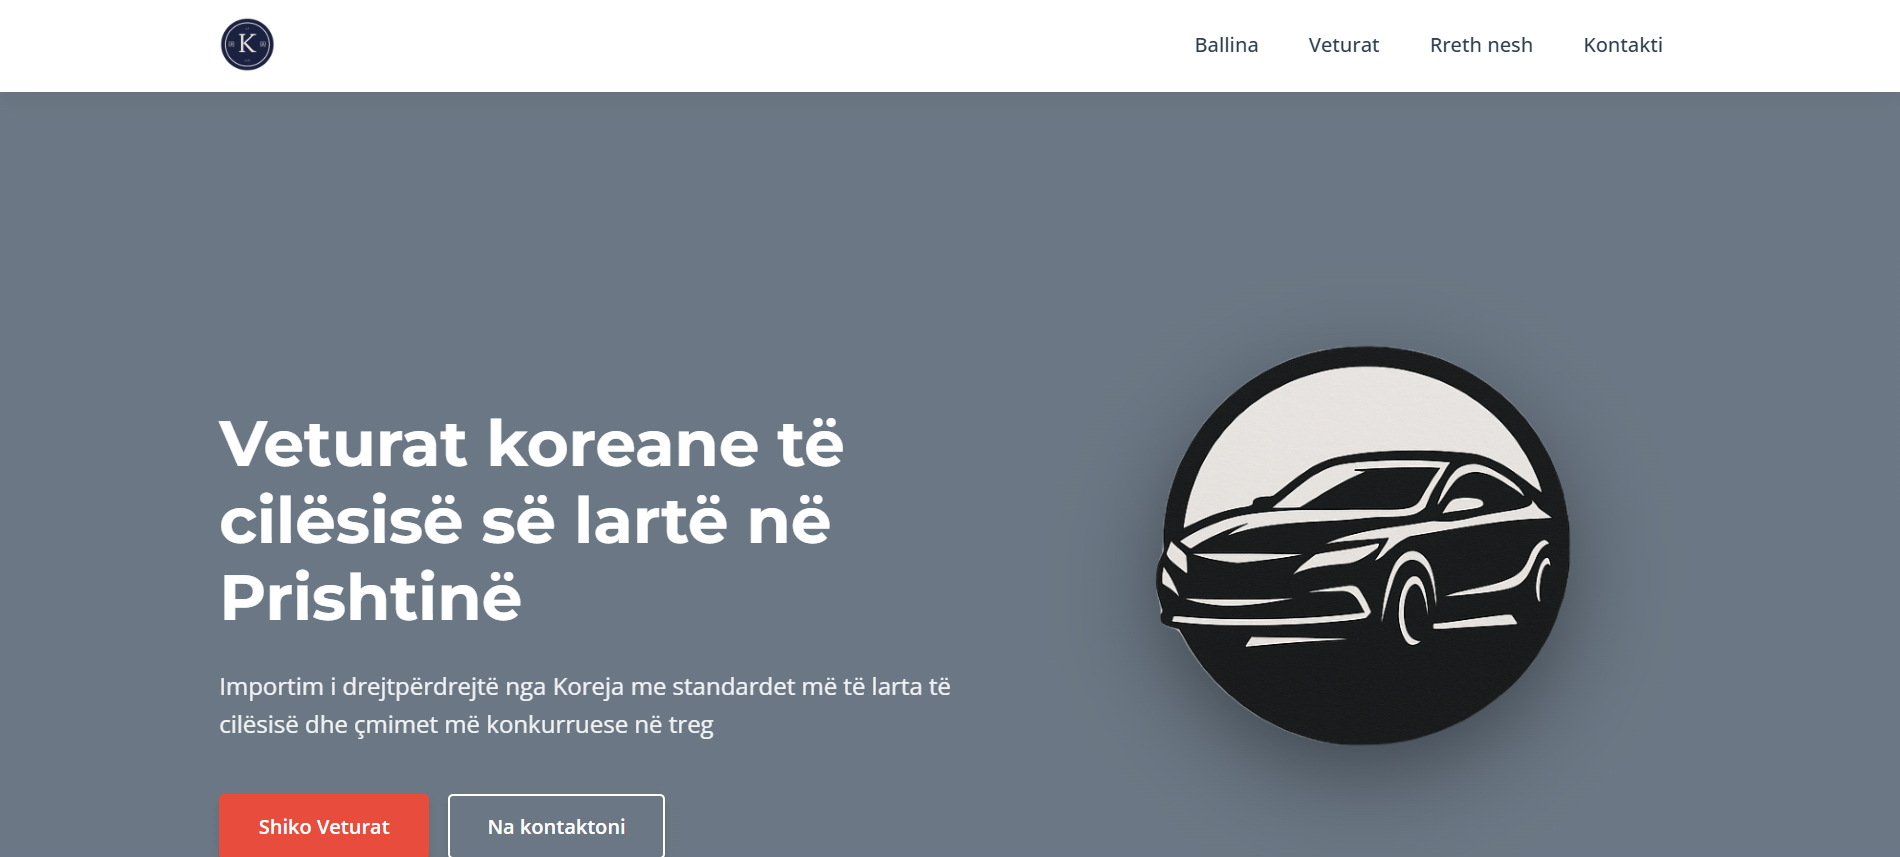 K
Ballina
Veturat
Rreth nesh
Kontakti
Veturat koreane të
cilësisë së lartë në
Prishtinë
Importim i drejtpërdrejtë nga Koreja me standardet më të larta të
cilësisë dhe çmimet më konkurruese në treg
Shiko Veturat
Na kontaktoni